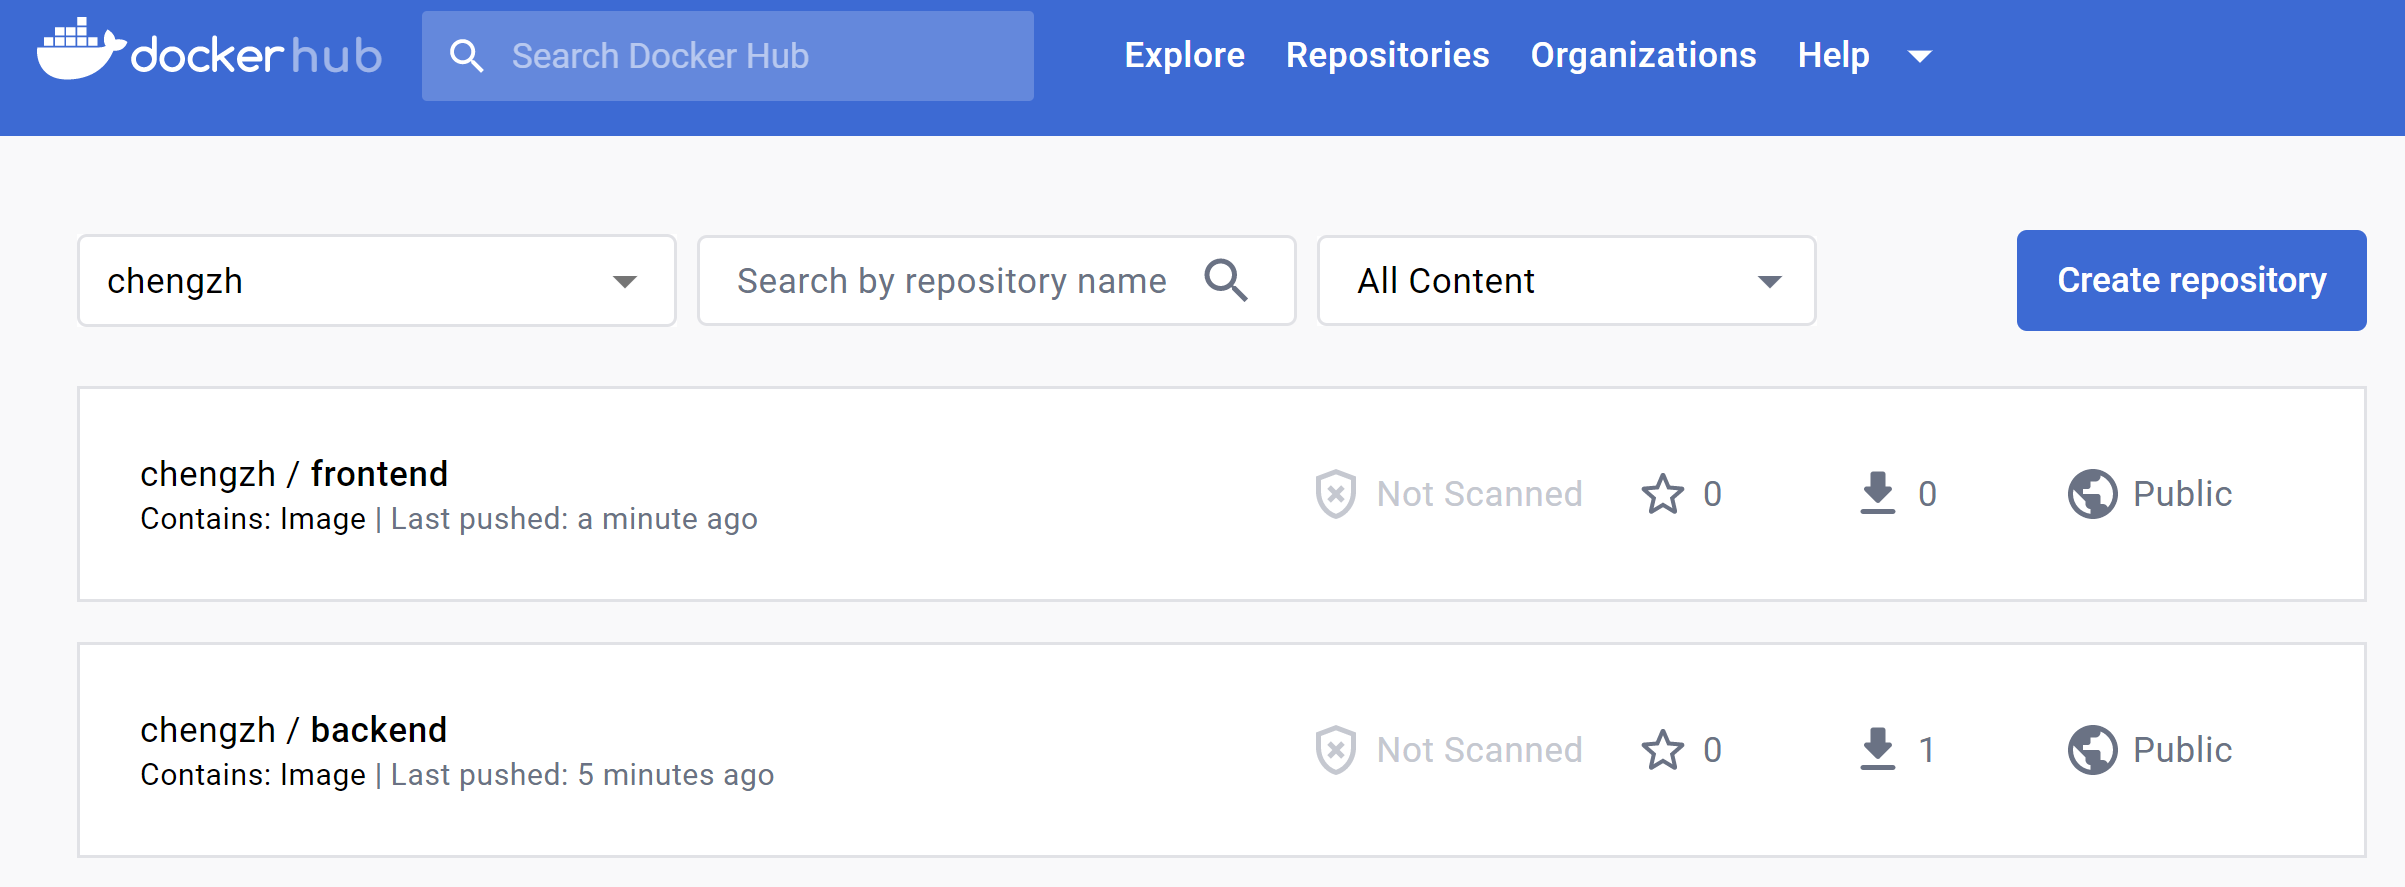 dockerhub Search Docker Hub Explore Repositories Organizations Help
chengzh Search by repository name All Content Create repository
chengzh / frontend
Contains: Image | Last pushed: a minute ago
Not Scanned 0 0 Public
chengzh / backend
Contains: Image | Last pushed: 5 minutes ago
Not Scanned 0 1 Public